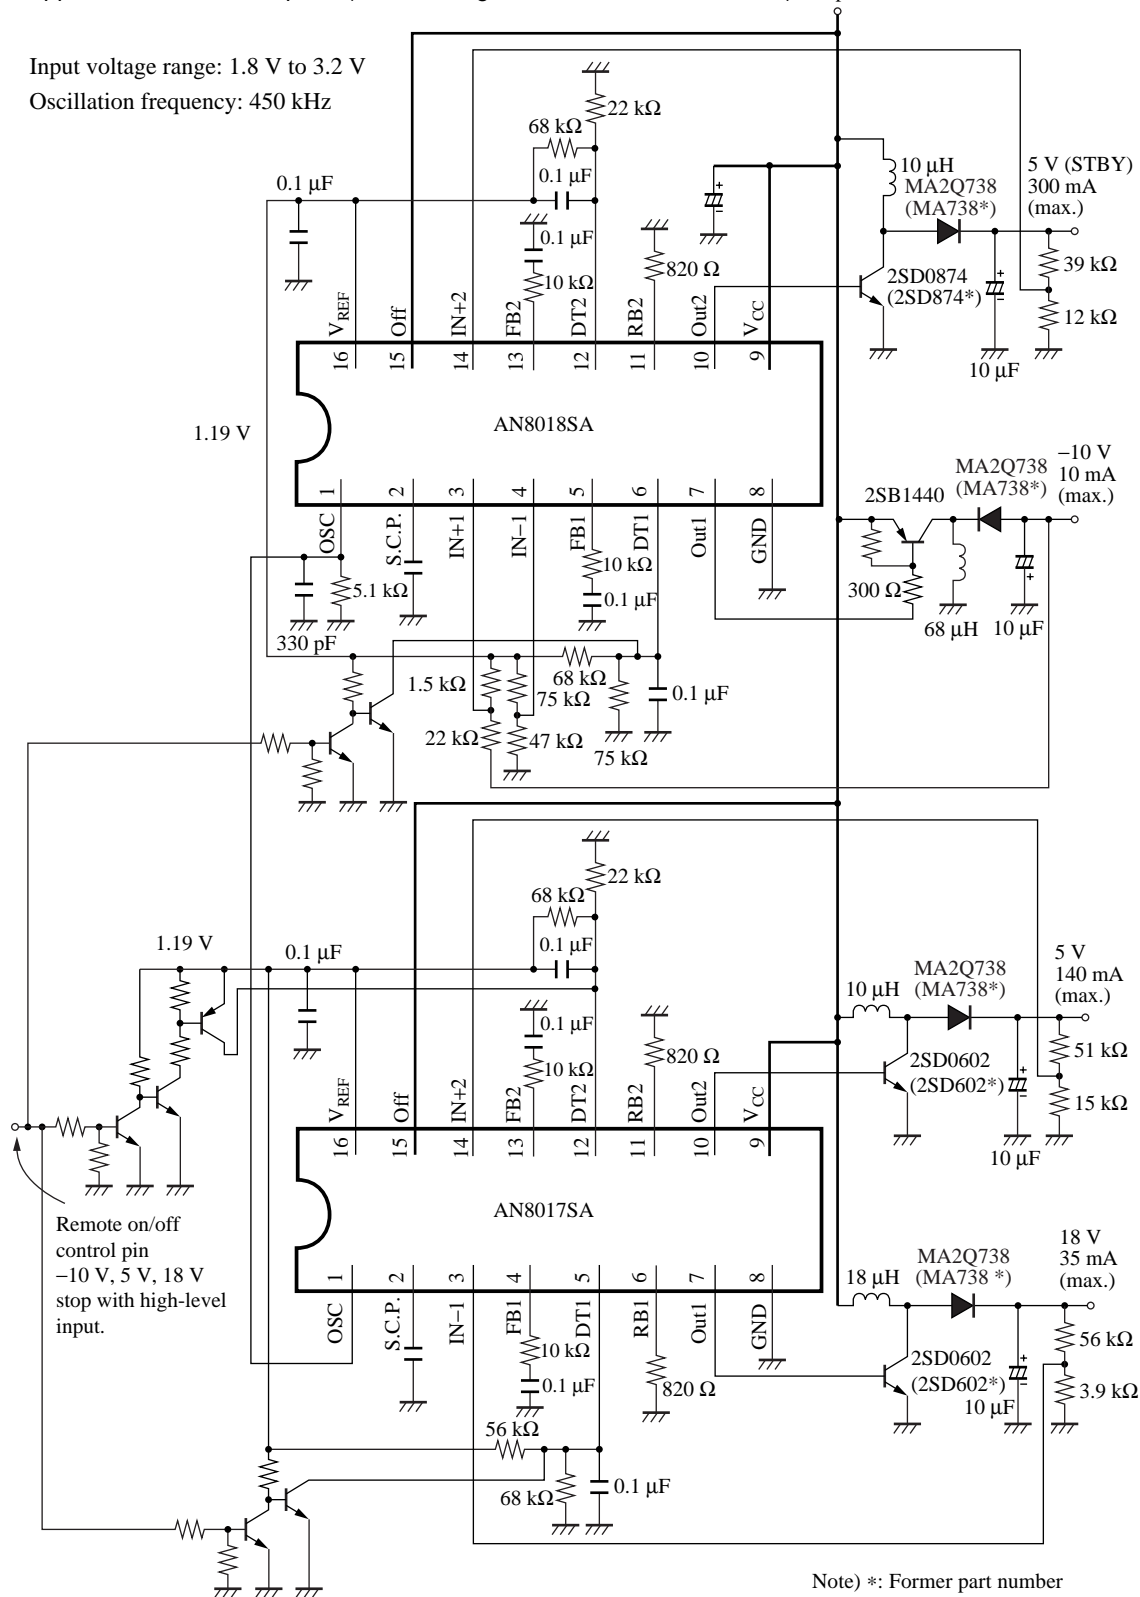 Input voltage range: 1.8 V to 3.2 V
Oscillation frequency: 450 kHz
22 kΩ
68 kΩ
0.1 µF
0.1 µF
0.1 µF
10 kΩ
820 Ω
10 µH
MA2Q738
(MA738*)
5 V (STBY)
300 mA
(max.)
39 kΩ
12 kΩ
2SD0874
(2SD874*)
10 µF
VREF
Off
IN+2
FB2
DT2
RB2
Out2
VCC
16
15
14
13
12
11
10
9
AN8018SA
1.19 V
1
2
3
4
5
6
7
8
OSC
S.C.P.
IN+1
IN−1
FB1
DT1
Out1
GND
−10 V
10 mA
(max.)
MA2Q738
(MA738*)
2SB1440
300 Ω
68 µH
10 µF
5.1 kΩ
330 pF
10 kΩ
0.1 µF
1.5 kΩ
68 kΩ
75 kΩ
0.1 µF
22 kΩ
47 kΩ
75 kΩ
22 kΩ
68 kΩ
0.1 µF
1.19 V
0.1 µF
0.1 µF
10 kΩ
820 Ω
10 µH
MA2Q738
(MA738*)
5 V
140 mA
(max.)
51 kΩ
15 kΩ
2SD0602
(2SD602*)
10 µF
VREF
Off
IN+2
FB2
DT2
RB2
Out2
VCC
16
15
14
13
12
11
10
9
AN8017SA
1
2
3
4
5
6
7
8
OSC
S.C.P.
IN−1
FB1
DT1
RB1
Out1
GND
Remote on/off
control pin
−10 V, 5 V, 18 V
stop with high-level
input.
18 V
35 mA
(max.)
MA2Q738
(MA738 *)
18 µH
56 kΩ
3.9 kΩ
2SD0602
(2SD602*)
10 µF
10 kΩ
0.1 µF
820 Ω
56 kΩ
68 kΩ
0.1 µF
Note) *: Former part number